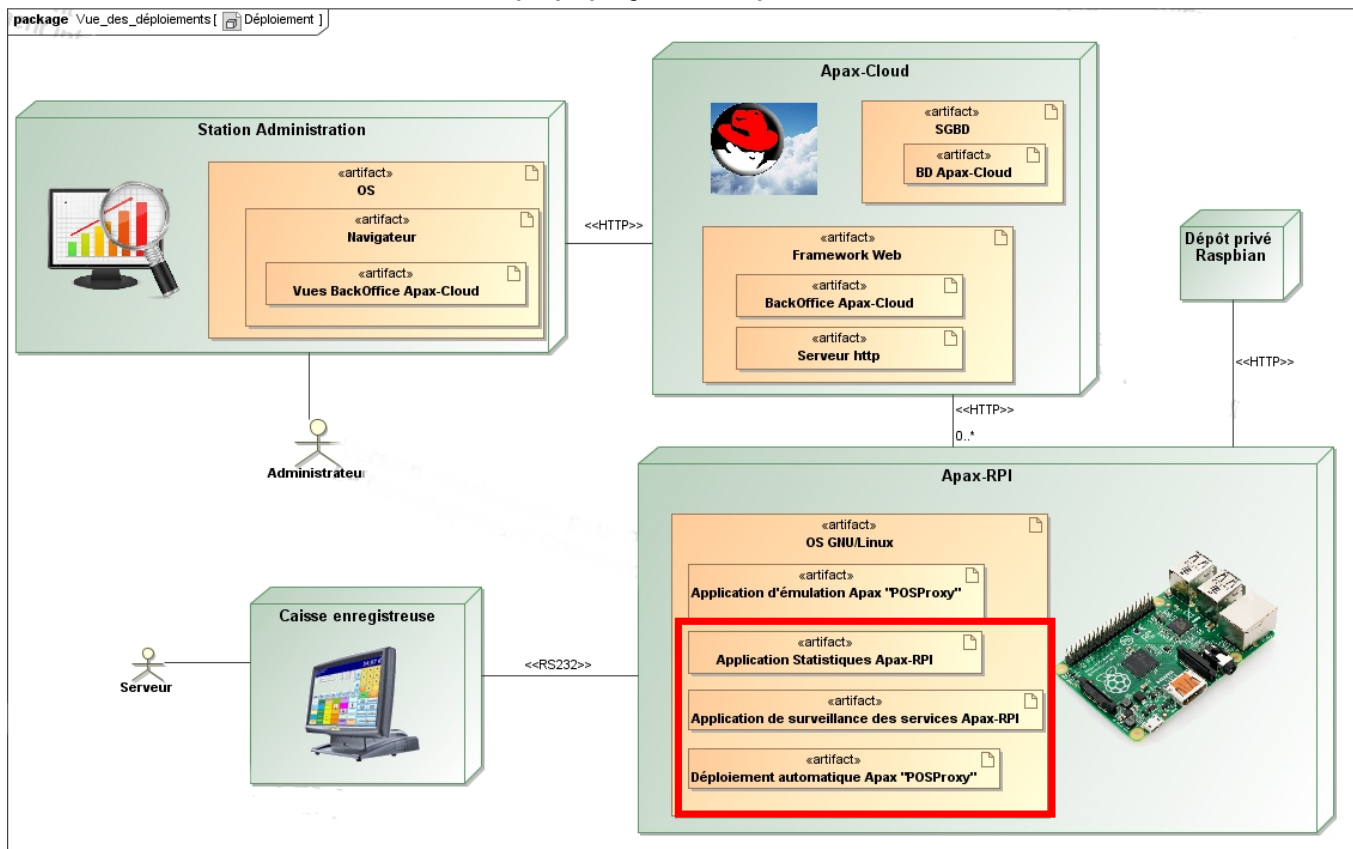 package Vue_des_déploiements [ Déploiement ]
Apax-Cloud
«artifact»
SGBD
«artifact»
BD Apax-Cloud
«artifact»
Framework Web
«artifact»
BackOffice Apax-Cloud
«artifact»
Serveur http
Station Administration
«artifact»
OS
«artifact»
Navigateur
«artifact»
Vues BackOffice Apax-Cloud
<<HTTP>>
Dépôt privé
Raspbian
<<HTTP>>
<<HTTP>>
0..*
Administrateur
Apax-RPI
«artifact»
OS GNU/Linux
«artifact»
Application d'émulation Apax "POSProxy"
«artifact»
Application Statistiques Apax-RPI
«artifact»
Application de surveillance des services Apax-RPI
«artifact»
Déploiement automatique Apax "POSProxy"
Caisse enregistreuse
<<RS232>>
Serveur